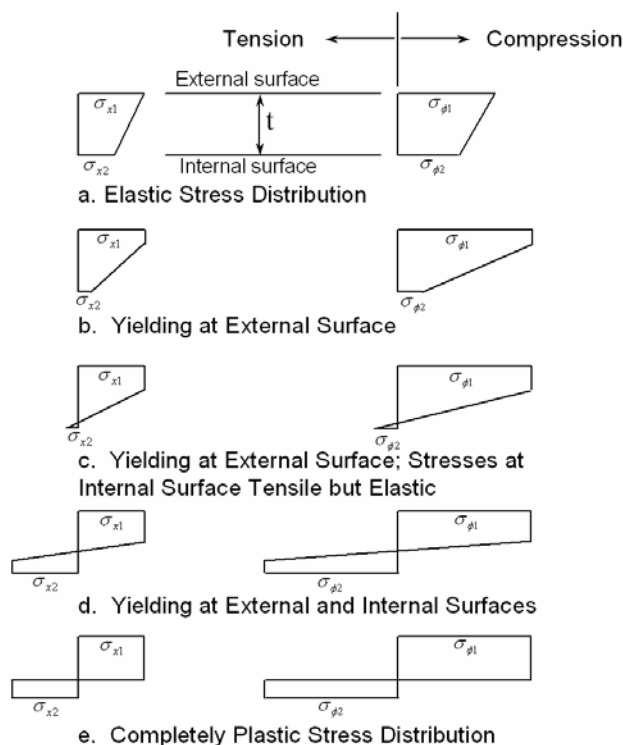 Tension Compression
External surface
σx1 σφ1
t
σx2 Internal surface σφ2
a. Elastic Stress Distribution
σx1 σφ1
σx2 σφ2
b. Yielding at External Surface
σx1 σφ1
σx2 σφ2
c. Yielding at External Surface; Stresses at
Internal Surface Tensile but Elastic
σx1 σφ1
σx2 σφ2
d. Yielding at External and Internal Surfaces
σx1 σφ1
σx2 σφ2
e. Completely Plastic Stress Distribution